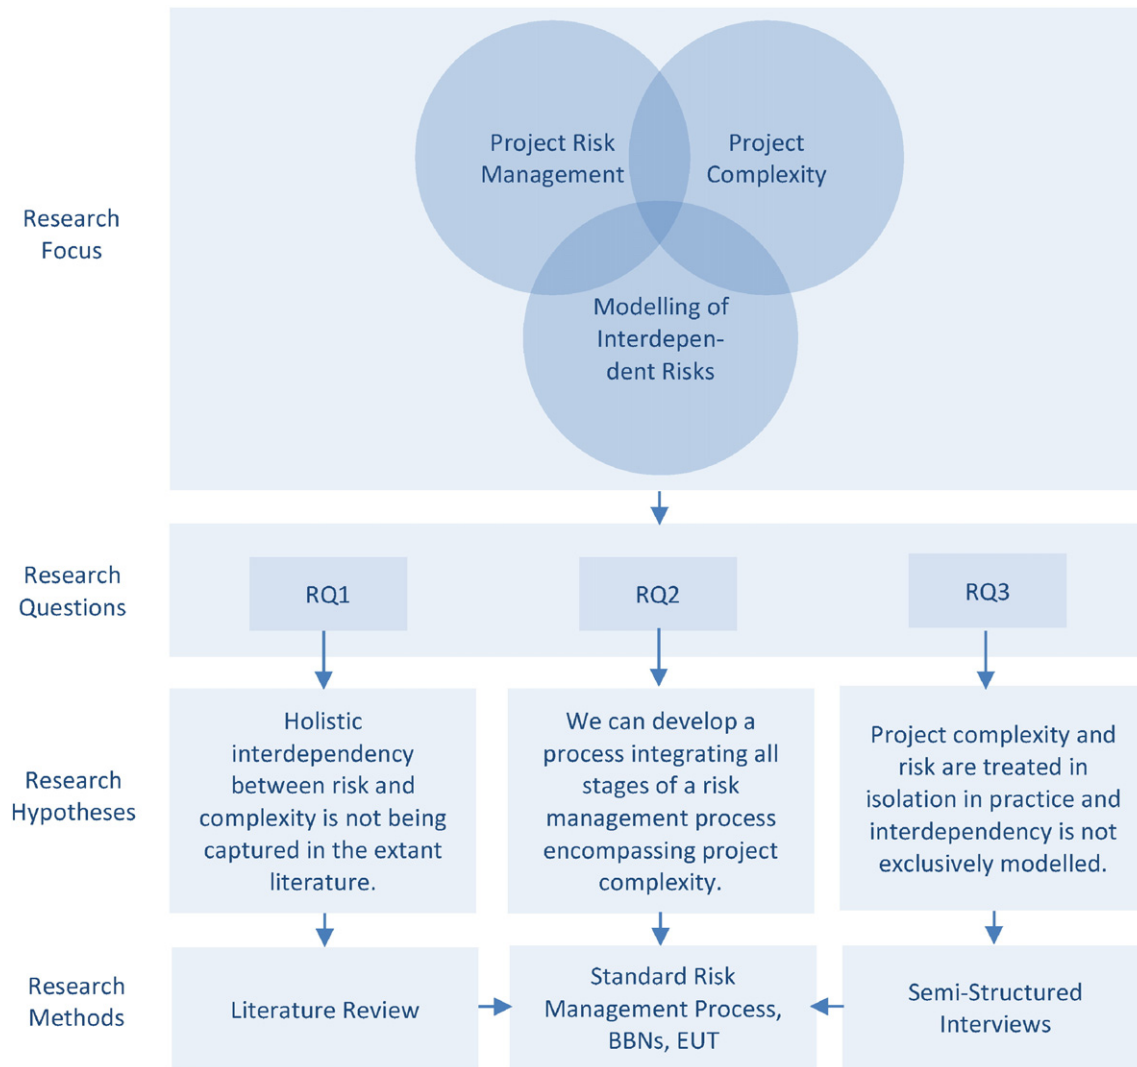 Research
Focus
Project Risk
Management
Project
Complexity
Modelling of
Interdepen-
dent Risks
Research
Questions
RQ1
RQ2
RQ3
Research
Hypotheses
Holistic
interdependency
between risk and
complexity is not being
captured in the extant
literature.
We can develop a
process integrating all
stages of a risk
management process
encompassing project
complexity.
Project complexity and
risk are treated in
isolation in practice and
interdependency is not
exclusively modelled.
Research
Methods
Literature Review
Standard Risk
Management Process,
BBNs, EUT
Semi-Structured
Interviews